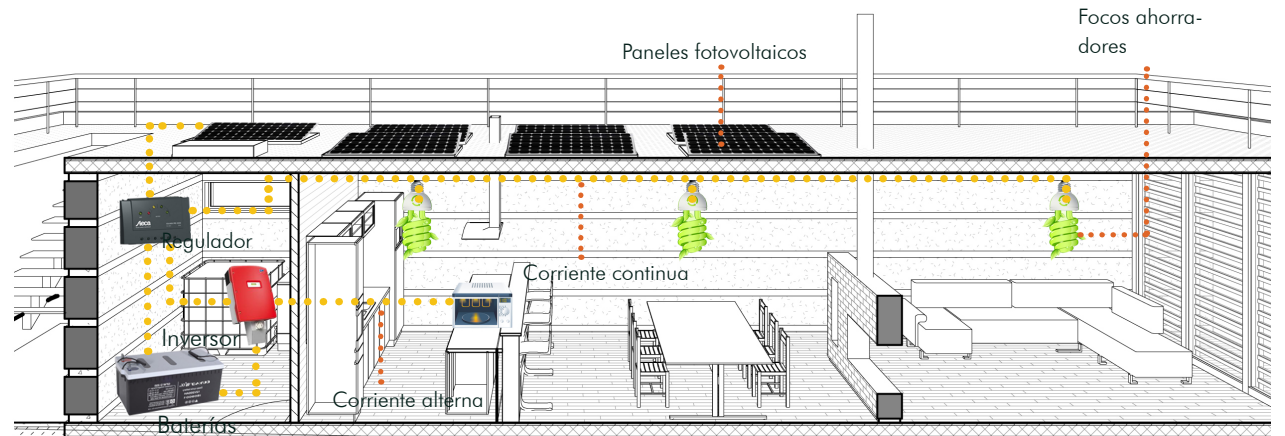 Focos ahorra-
dores
Paneles fotovoltaicos
Regulador
Corriente continua
Inversor
Corriente alterna
Baterías